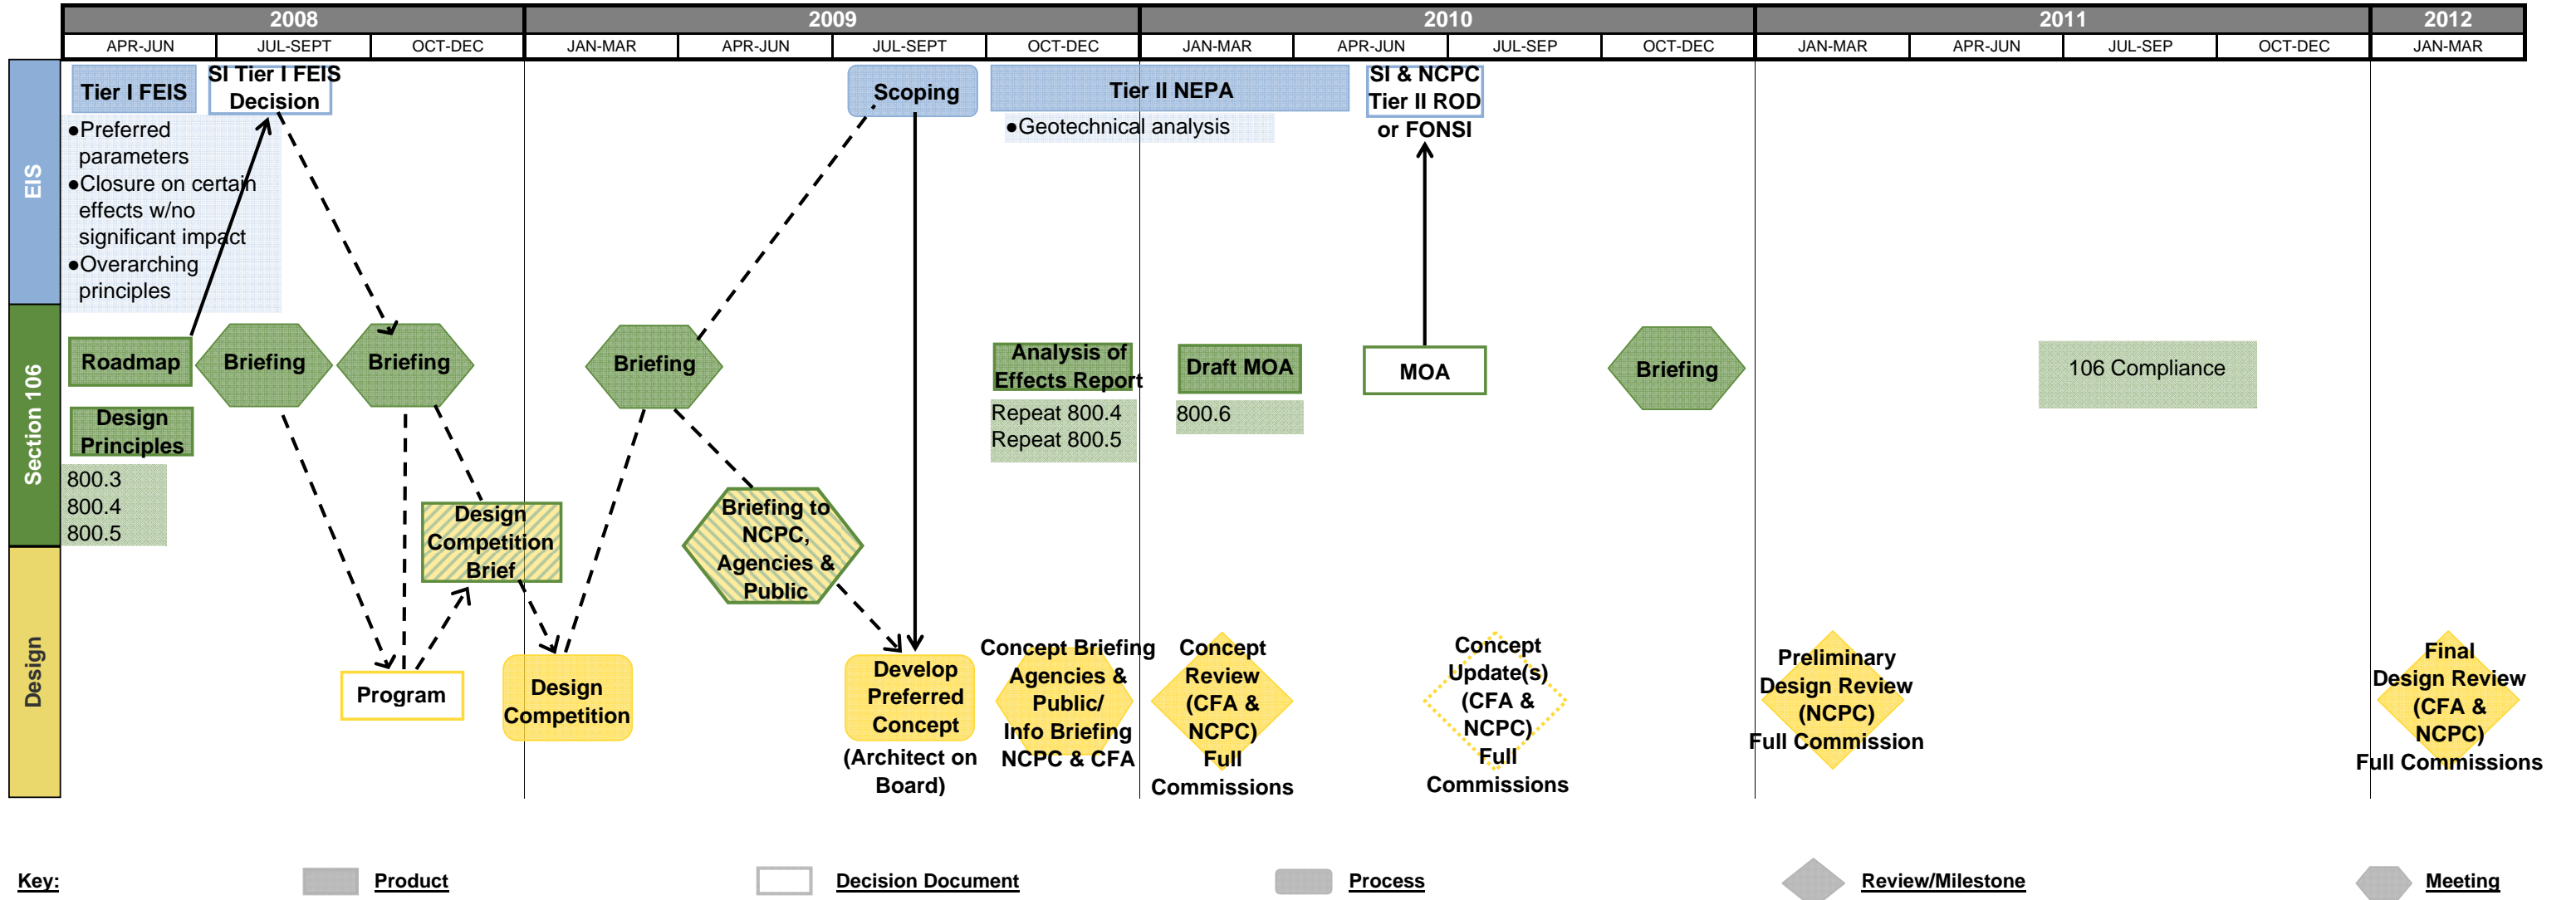 2008
2009
2010
2011
2012
APR-JUN
JUL-SEPT
OCT-DEC
JAN-MAR
APR-JUN
JUL-SEPT
OCT-DEC
JAN-MAR
APR-JUN
JUL-SEP
OCT-DEC
JAN-MAR
APR-JUN
JUL-SEP
OCT-DEC
JAN-MAR
EIS
Tier I FEIS
SI Tier I FEIS
Decision
Scoping
Tier II NEPA
SI & NCPC
Tier II ROD
or FONSI
●Preferred
parameters
●Closure on certain
effects w/no
significant impact
●Overarching
principles
●Geotechnical analysis
Section 106
Roadmap
Briefing
Briefing
Briefing
Analysis of
Effects Report
Draft MOA
MOA
Briefing
106 Compliance
Design
Principles
Repeat 800.4
Repeat 800.5
800.6
800.3
800.4
800.5
Design
Competition
Brief
Briefing to
NCPC,
Agencies &
Public
Design
Program
Design
Competition
Develop
Preferred
Concept
(Architect on
Board)
Concept Briefing
Agencies &
Public/
Info Briefing
NCPC & CFA
Concept
Review
(CFA &
NCPC)
Full
Commissions
Concept
Update(s)
(CFA &
NCPC)
Full
Commissions
Preliminary
Design Review
(NCPC)
Full Commission
Final
Design Review
(CFA &
NCPC)
Full Commissions
Key:
Product
Decision Document
Process
Review/Milestone
Meeting